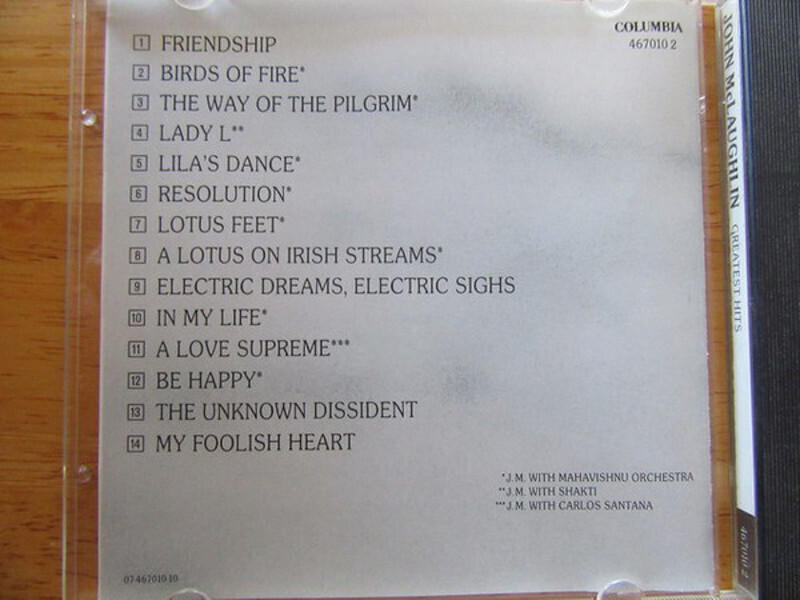 COLUMBIA
467010 2
1 FRIENDSHIP
2 BIRDS OF FIRE*
3 THE WAY OF THE PILGRIM*
4 LADY L**
5 LILA'S DANCE*
6 RESOLUTION*
7 LOTUS FEET*
8 A LOTUS ON IRISH STREAMS*
9 ELECTRIC DREAMS, ELECTRIC SIGHS
10 IN MY LIFE*
11 A LOVE SUPREME***
12 BE HAPPY*
13 THE UNKNOWN DISSIDENT
14 MY FOOLISH HEART
*J.M. WITH MAHAVISHNU ORCHESTRA
**J.M. WITH SHAKTI
***J.M. WITH CARLOS SANTANA
07-467010-10
JOHN McLAUGHLIN GREATEST HITS
467010 2